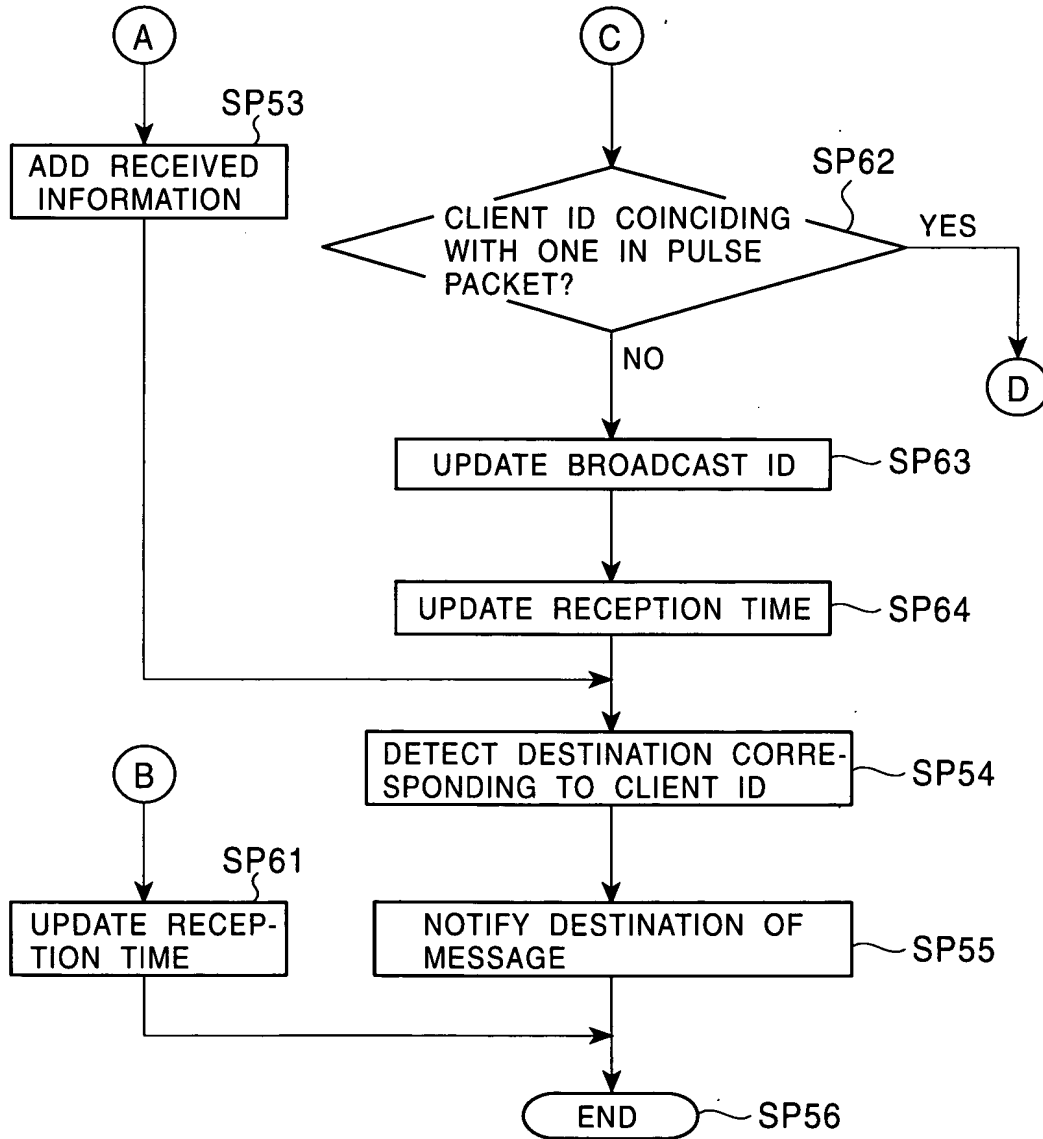 A
C
SP53
ADD RECEIVED
INFORMATION
SP62
CLIENT ID COINCIDING
WITH ONE IN PULSE
PACKET?
YES
NO
D
UPDATE BROADCAST ID
SP63
UPDATE RECEPTION TIME
SP64
DETECT DESTINATION CORRE-
SPONDING TO CLIENT ID
SP54
B
SP61
UPDATE RECEP-
TION TIME
NOTIFY DESTINATION OF
MESSAGE
SP55
END
SP56